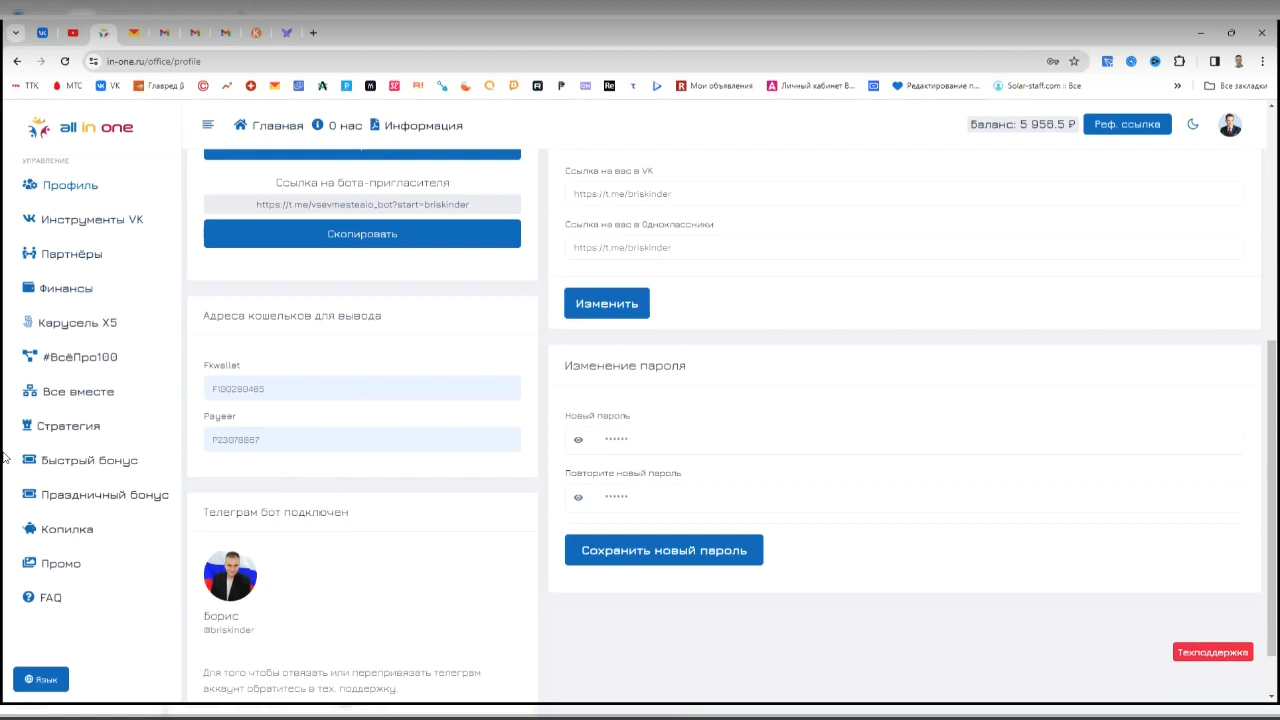 in-one.ru/office/profile
ТТК
МТС
VK
Главред β
Мои объявления
Личный кабинет В...
Редактирование п...
Solar-staff.com :: Все
»
Все закладки
all in one
Главная
О нас
Информация
Баланс: 5 956.5 ₽
Реф. ссылка
УПРАВЛЕНИЕ
Профиль
Инструменты VK
Партнёры
Финансы
Карусель X5
#ВсёПро100
Все вместе
Стратегия
Быстрый бонус
Праздничный бонус
Копилка
Промо
FAQ
Язык
Ссылка на бота-пригласителя
https://t.me/vsevmesteaio_bot?start=briskinder
Скопировать
Адреса кошельков для вывода
Fkwallet
F100280485
Payeer
P23078867
Телеграм бот подключен
Борис
@briskinder
Для того чтобы отвязать или перепривязать телеграм
аккаунт обратитесь в тех. поддержку.
Ссылка на вас в VK
https://t.me/briskinder
Ссылка на вас в Одноклассники
https://t.me/briskinder
Изменить
Изменение пароля
Новый пароль
••••••
Повторите новый пароль
••••••
Сохранить новый пароль
Техподдержка